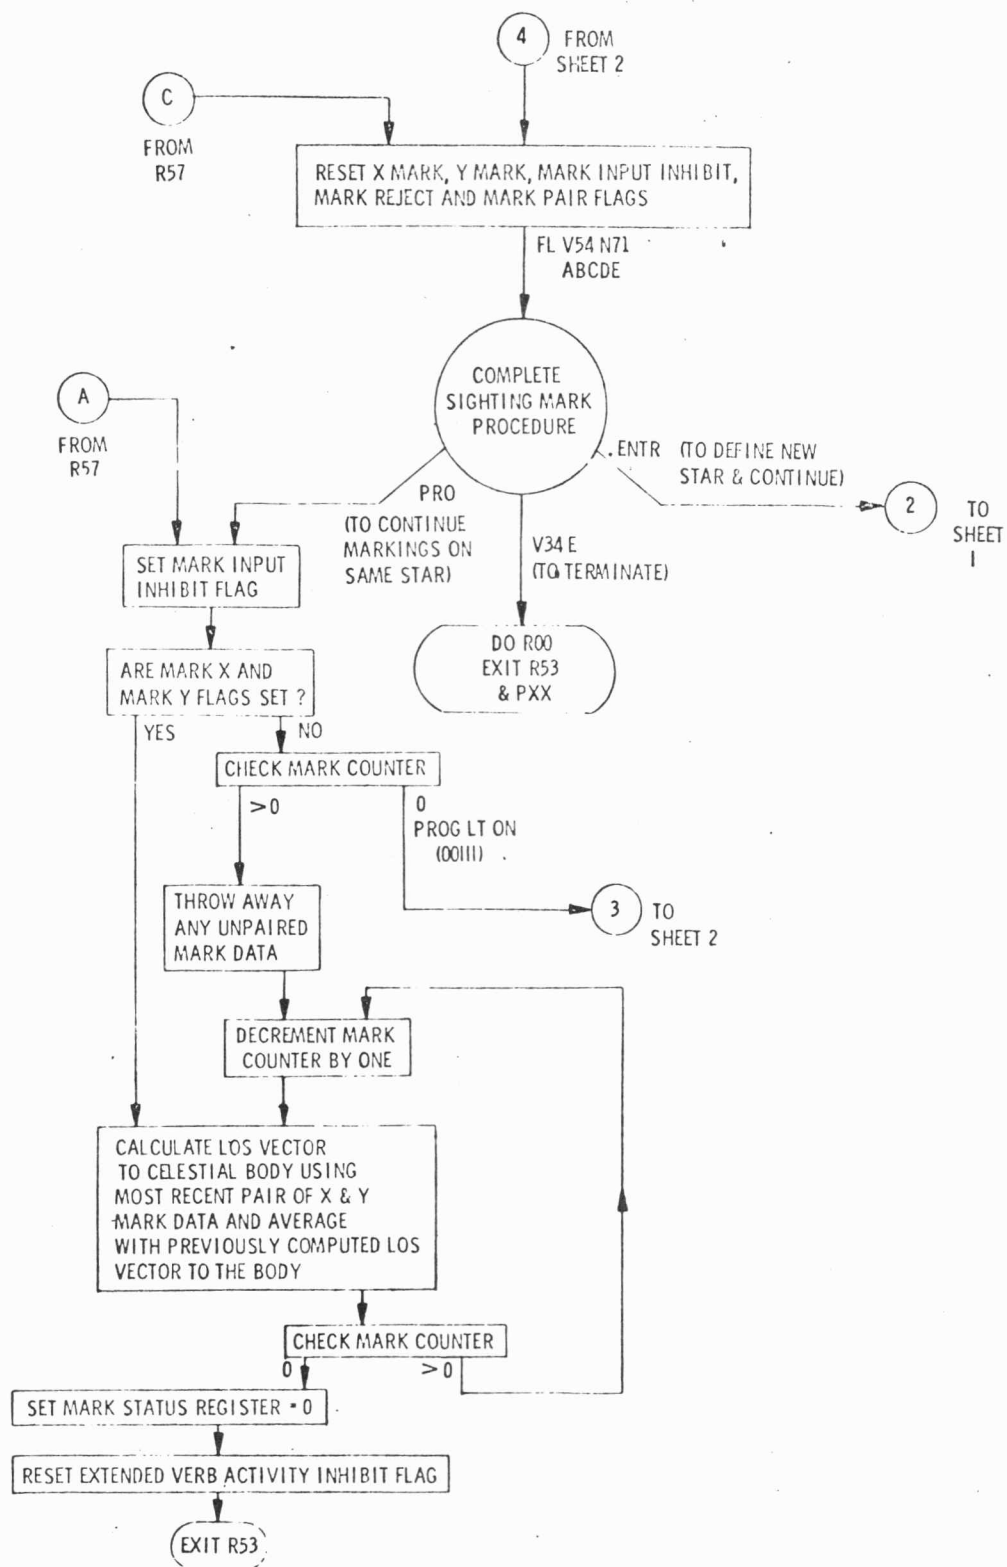 4
FROM
SHEET 2
C
FROM
R57
RESET X MARK, Y MARK, MARK INPUT INHIBIT,
MARK REJECT AND MARK PAIR FLAGS
FL V54 N71
ABCDE
COMPLETE
SIGHTING MARK
PROCEDURE
A
FROM
R57
.ENTR (TO DEFINE NEW
STAR & CONTINUE)
2
TO
SHEET
1
PRO
(TO CONTINUE
MARKINGS ON
SAME STAR)
V34 E
(TO TERMINATE)
SET MARK INPUT
INHIBIT FLAG
DO R00
EXIT R53
& PXX
ARE MARK X AND
MARK Y FLAGS SET ?
YES
NO
CHECK MARK COUNTER
>0
0
PROG LT ON
(00111)
THROW AWAY
ANY UNPAIRED
MARK DATA
3
TO
SHEET 2
DECREMENT MARK
COUNTER BY ONE
CALCULATE LOS VECTOR
TO CELESTIAL BODY USING
MOST RECENT PAIR OF X & Y
MARK DATA AND AVERAGE
WITH PREVIOUSLY COMPUTED LOS
VECTOR TO THE BODY
CHECK MARK COUNTER
0
>0
SET MARK STATUS REGISTER = 0
RESET EXTENDED VERB ACTIVITY INHIBIT FLAG
EXIT R53